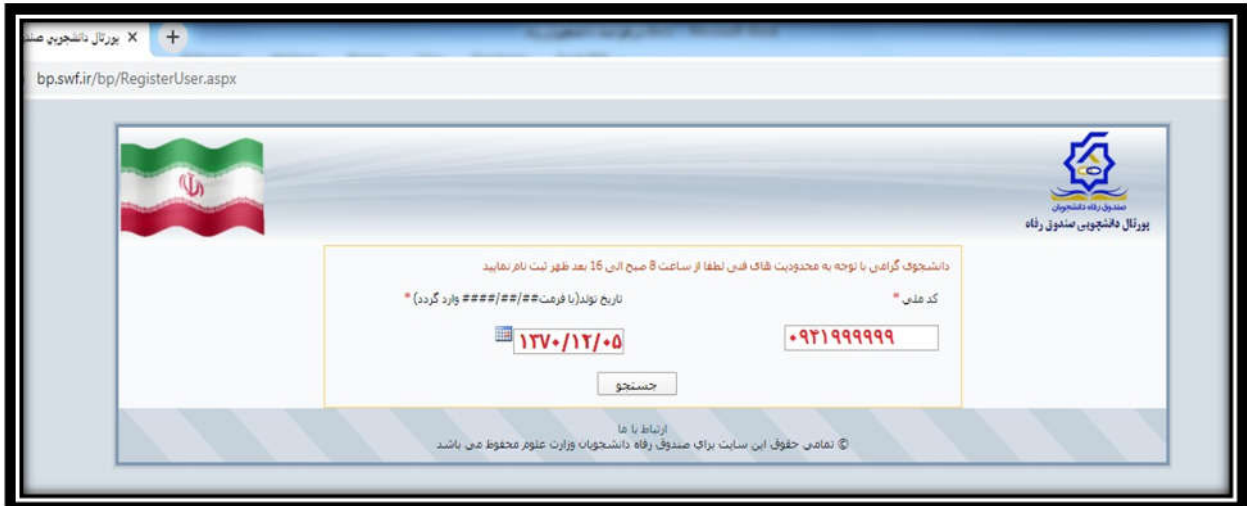 پورتال دانشجویی صندو
bp.swf.ir/bp/RegisterUser.aspx
صندوق رفاه دانشجویان
پورتال دانشجویی صندوق رفاه
دانشجوی گرامی با توجه به محدودیت های فنی لطفا از ساعت 8 صبح الی 16 بعد ظهر ثبت نام نمایید
کد ملی *
تاریخ تولد(با فرمت##/##/#### وارد گردد) *
۰۹۴۱۹۹۹۹۹۹
۱۳۷۰/۱۲/۰۵
جستجو
ارتباط با ما
© تمامی حقوق این سایت برای صندوق رفاه دانشجویان وزارت علوم محفوظ می باشد